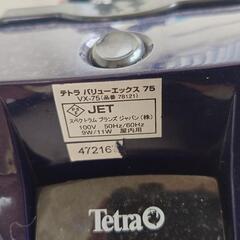 テトラ バリューエックス 75
VX-75(品番 78121)
JET
スペクトラム ブランズ ジャパン(株)
100V 50Hz/60Hz
9W/11W 屋内用
47216
Tetra